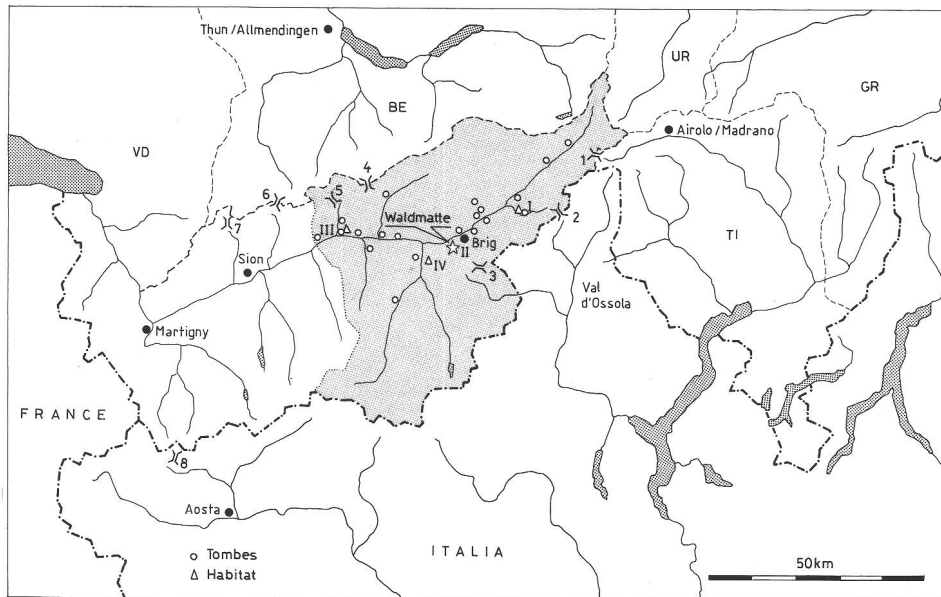 Thun/Allmendingen
BE
UR
GR
VD
Airolo/Madrano
1
4
5
6
7
I
2
Waldmatte
III
Brig
II
IV
3
TI
Sion
Val
d'Ossola
Martigny
FRANCE
8
Aosta
ITALIA
Tombes
Habitat
50km